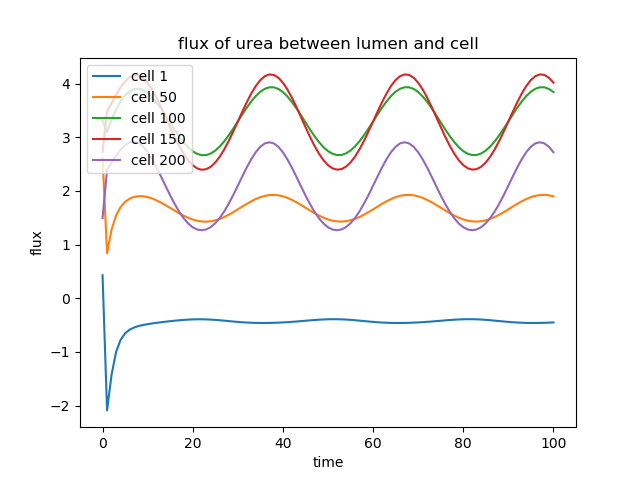 flux of urea between lumen and cell
cell 1
cell 50
cell 100
cell 150
cell 200
4
3
2
1
0
−1
−2
flux
0 20 40 60 80 100
time